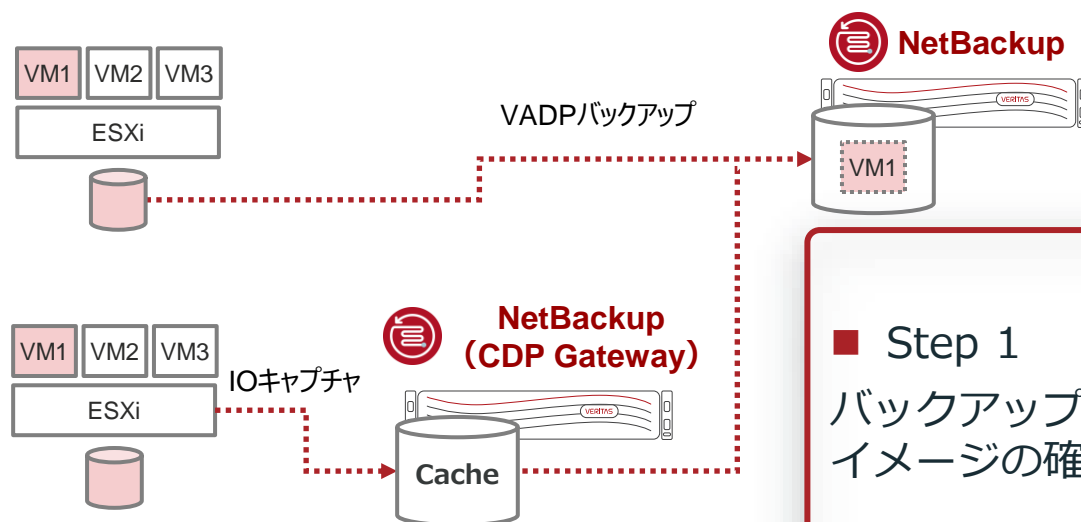 NetBackup
VERITAS
VM1
VM1 VM2 VM3
ESXi
VADPバックアップ
NetBackup
(CDP Gateway)
VERITAS
Cache
VM1 VM2 VM3
ESXi
IOキャプチャ
■ Step 1
バックアップ
イメージの確